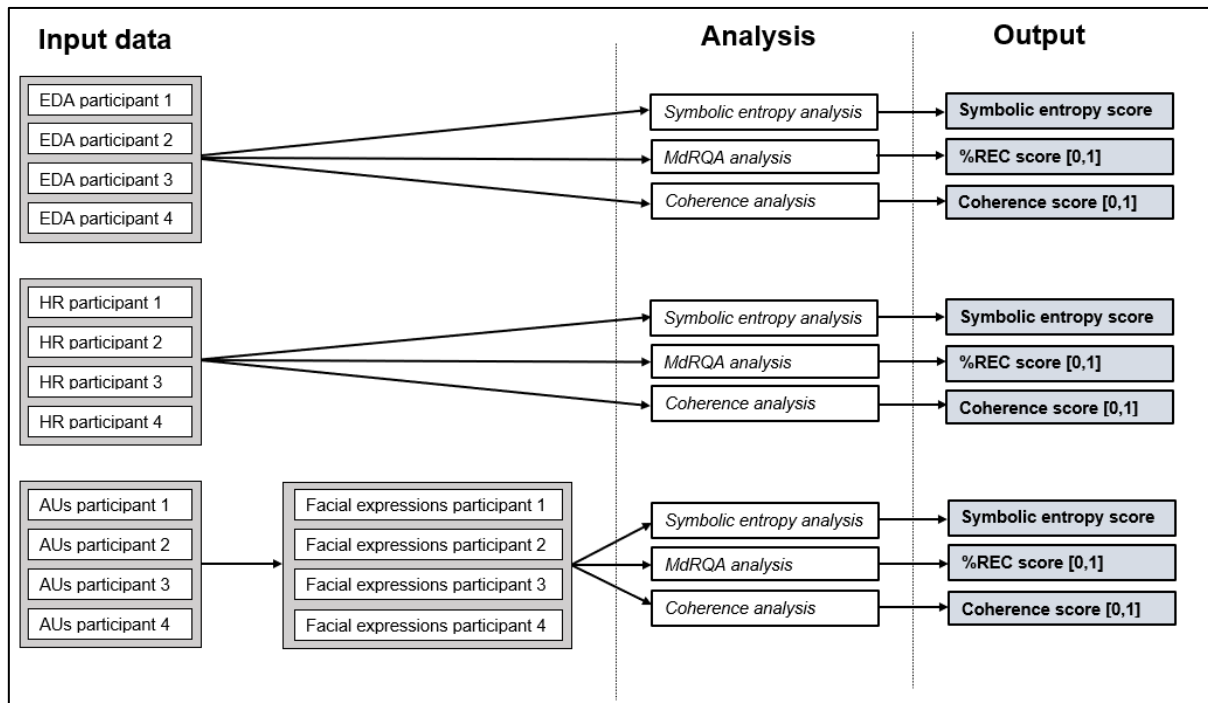 Input data
Analysis
Output
EDA participant 1
EDA participant 2
EDA participant 3
EDA participant 4
Symbolic entropy analysis
Symbolic entropy score
MdRQA analysis
%REC score [0,1]
Coherence analysis
Coherence score [0,1]
HR participant 1
HR participant 2
HR participant 3
HR participant 4
Symbolic entropy analysis
Symbolic entropy score
MdRQA analysis
%REC score [0,1]
Coherence analysis
Coherence score [0,1]
AUs participant 1
AUs participant 2
AUs participant 3
AUs participant 4
Facial expressions participant 1
Facial expressions participant 2
Facial expressions participant 3
Facial expressions participant 4
Symbolic entropy analysis
Symbolic entropy score
MdRQA analysis
%REC score [0,1]
Coherence analysis
Coherence score [0,1]